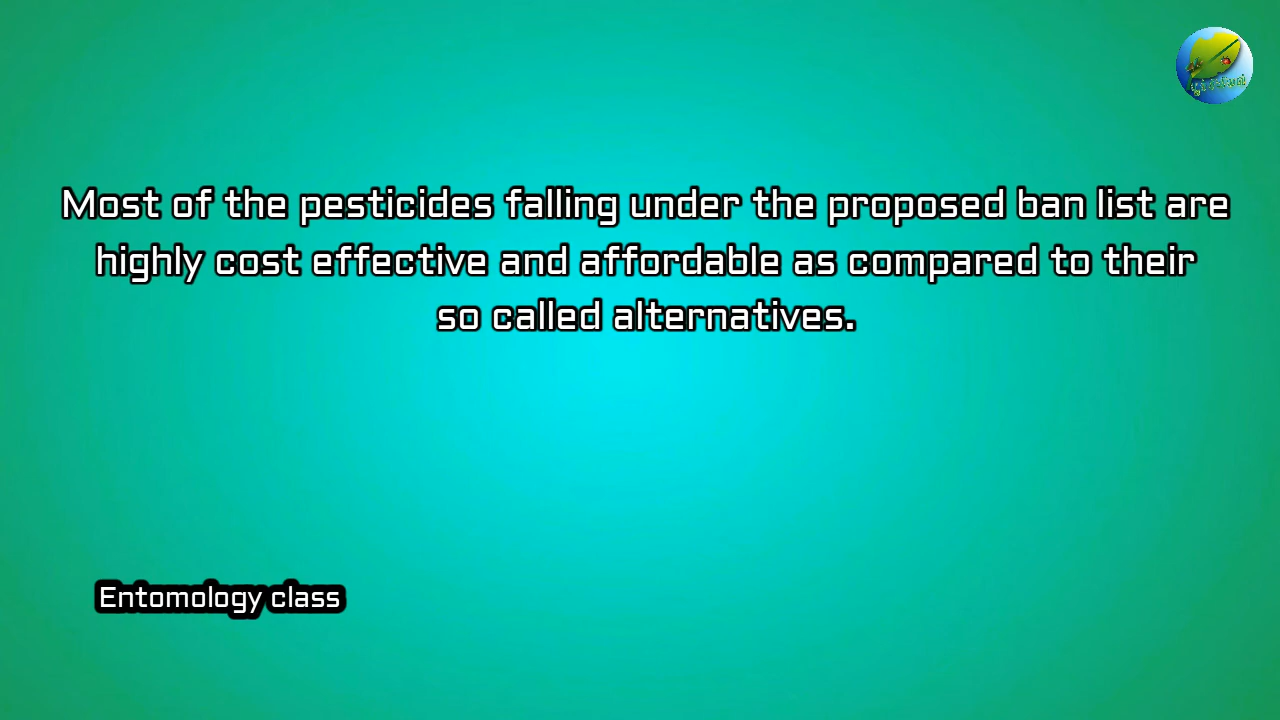 Most of the pesticides falling under the proposed ban list are
highly cost effective and affordable as compared to their
so called alternatives.
Entomology class